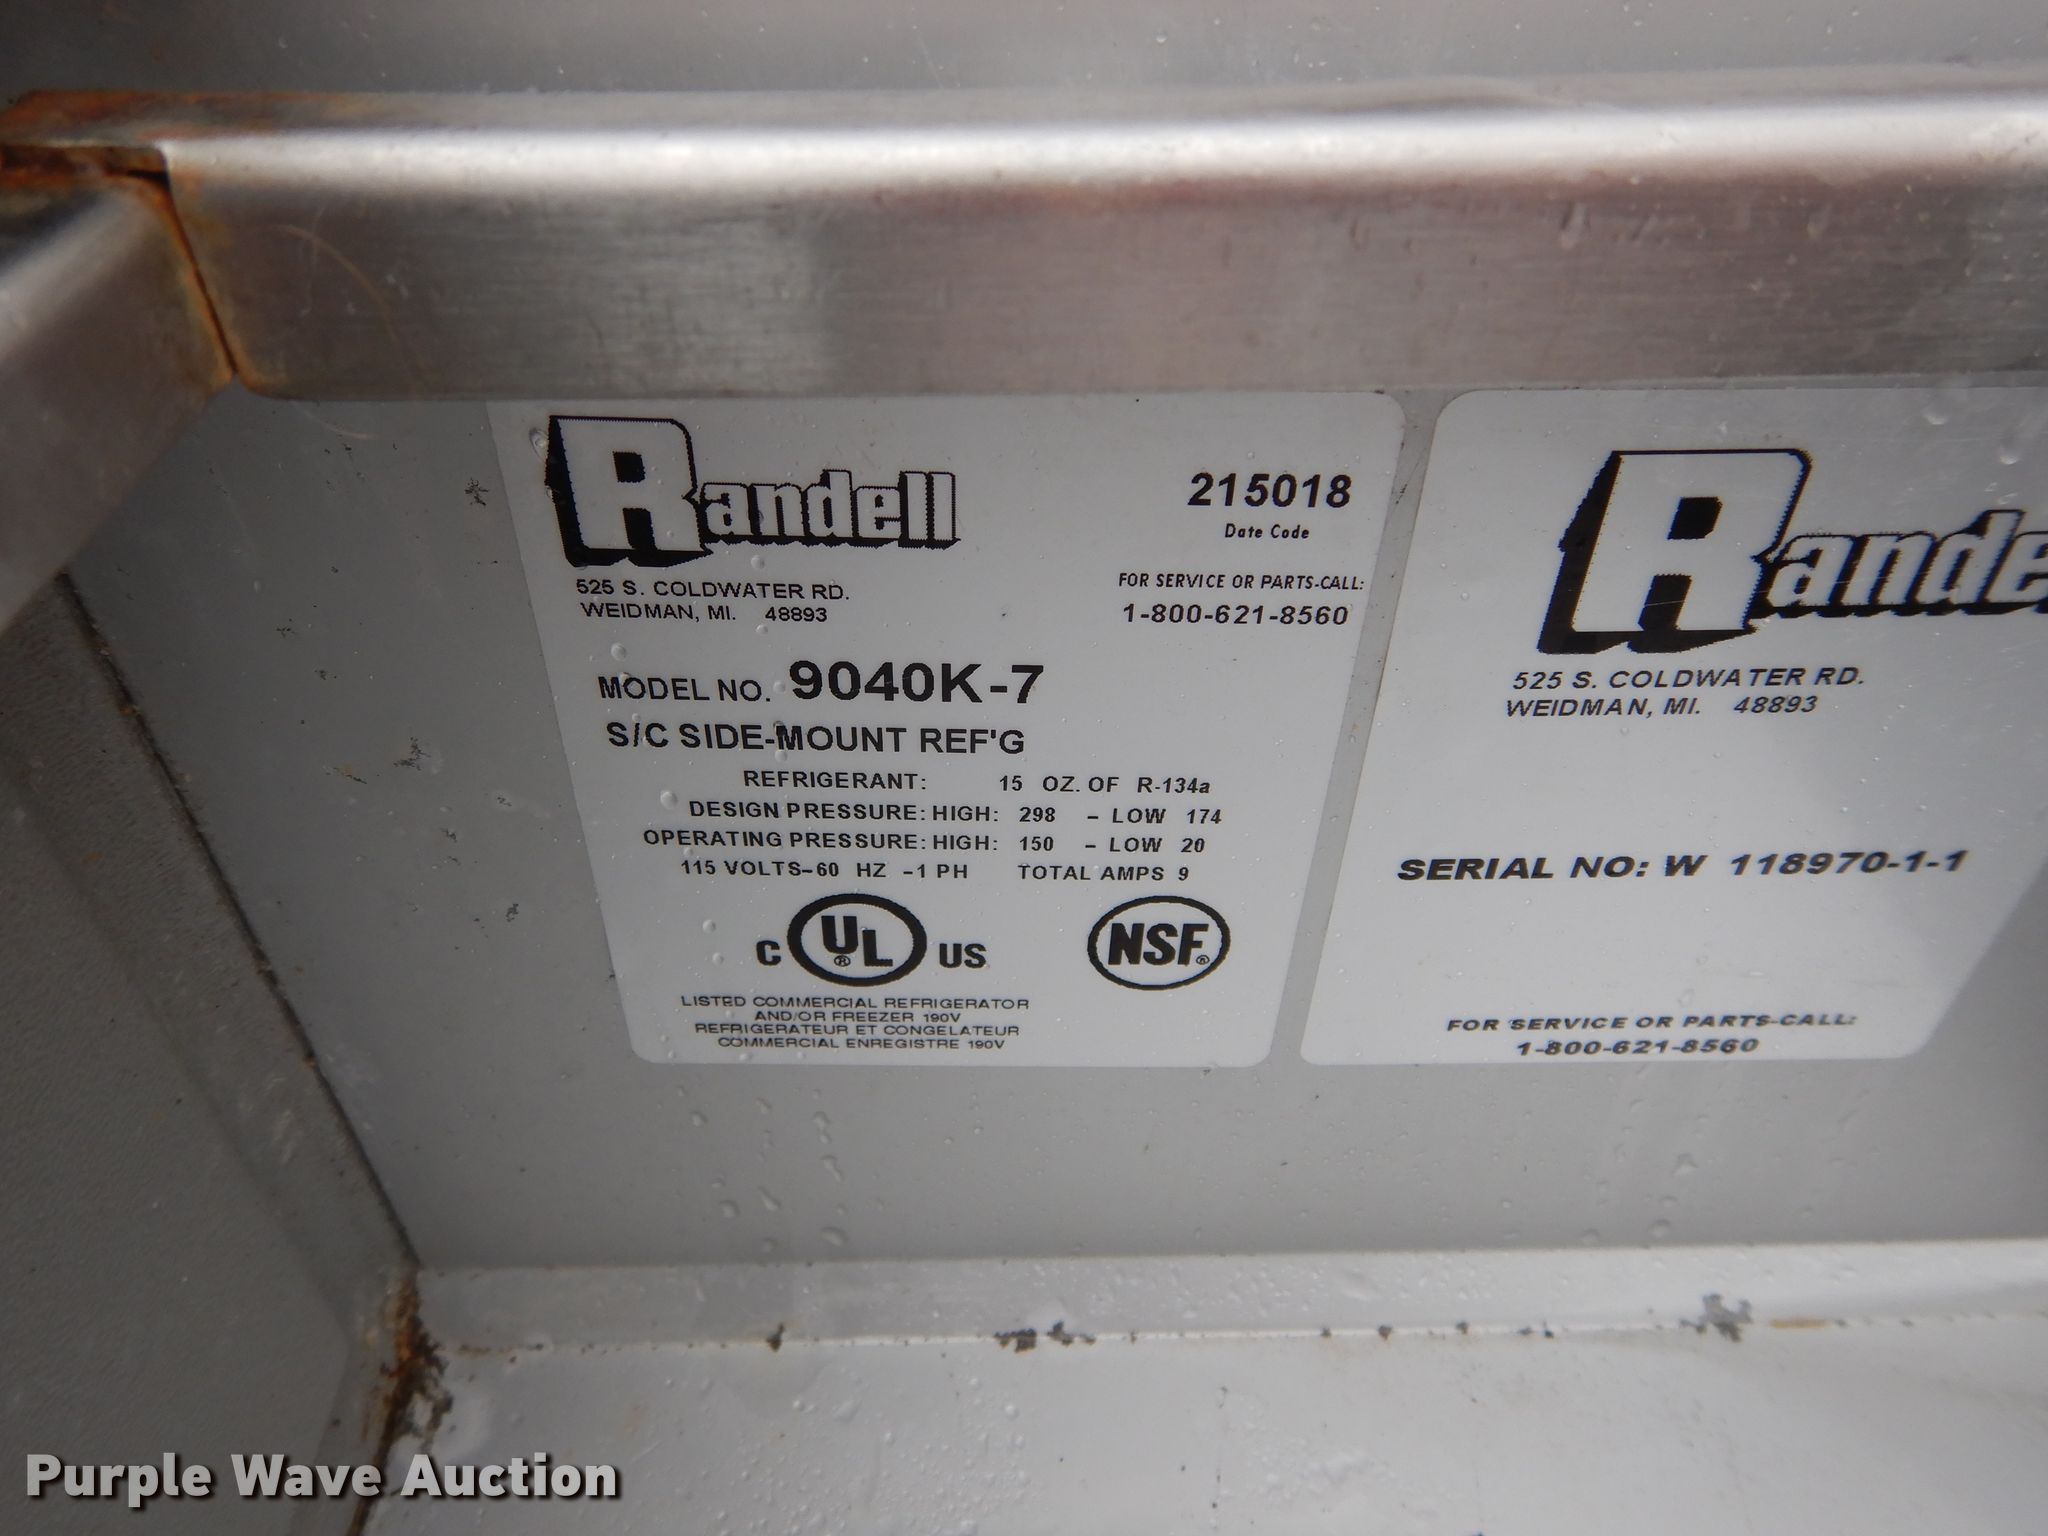 Randell
215018
Date Code
525 S. COLDWATER RD.
WEIDMAN, MI. 48893
FOR SERVICE OR PARTS-CALL:
1-800-621-8560
MODEL NO. 9040K-7
S/C SIDE-MOUNT REF'G
REFRIGERANT: 15 OZ. OF R-134a
DESIGN PRESSURE: HIGH: 298 - LOW 174
OPERATING PRESSURE: HIGH: 150 - LOW 20
115 VOLTS-60 HZ -1 PH TOTAL AMPS 9
C UL® US
NSF®
LISTED COMMERCIAL REFRIGERATOR
AND/OR FREEZER 190V
REFRIGERATEUR ET CONGELATEUR
COMMERCIAL ENREGISTRE 190V
Rande
525 S. COLDWATER RD.
WEIDMAN, MI. 48893
SERIAL NO: W 118970-1-1
FOR SERVICE OR PARTS-CALL:
1-800-621-8560
Purple Wave Auction